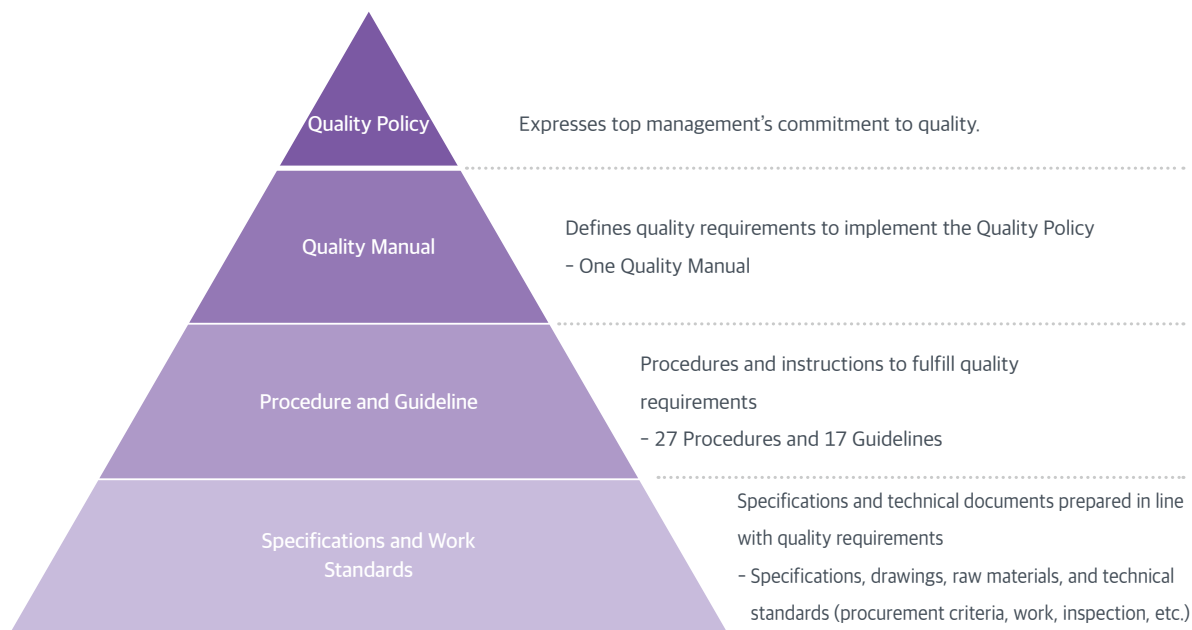 Quality Policy
Expresses top management’s commitment to quality.
Quality Manual
Defines quality requirements to implement the Quality Policy
– One Quality Manual
Procedure and Guideline
Procedures and instructions to fulfill quality
requirements
– 27 Procedures and 17 Guidelines
Specifications and Work
Standards
Specifications and technical documents prepared in line
with quality requirements
– Specifications, drawings, raw materials, and technical
standards (procurement criteria, work, inspection, etc.)